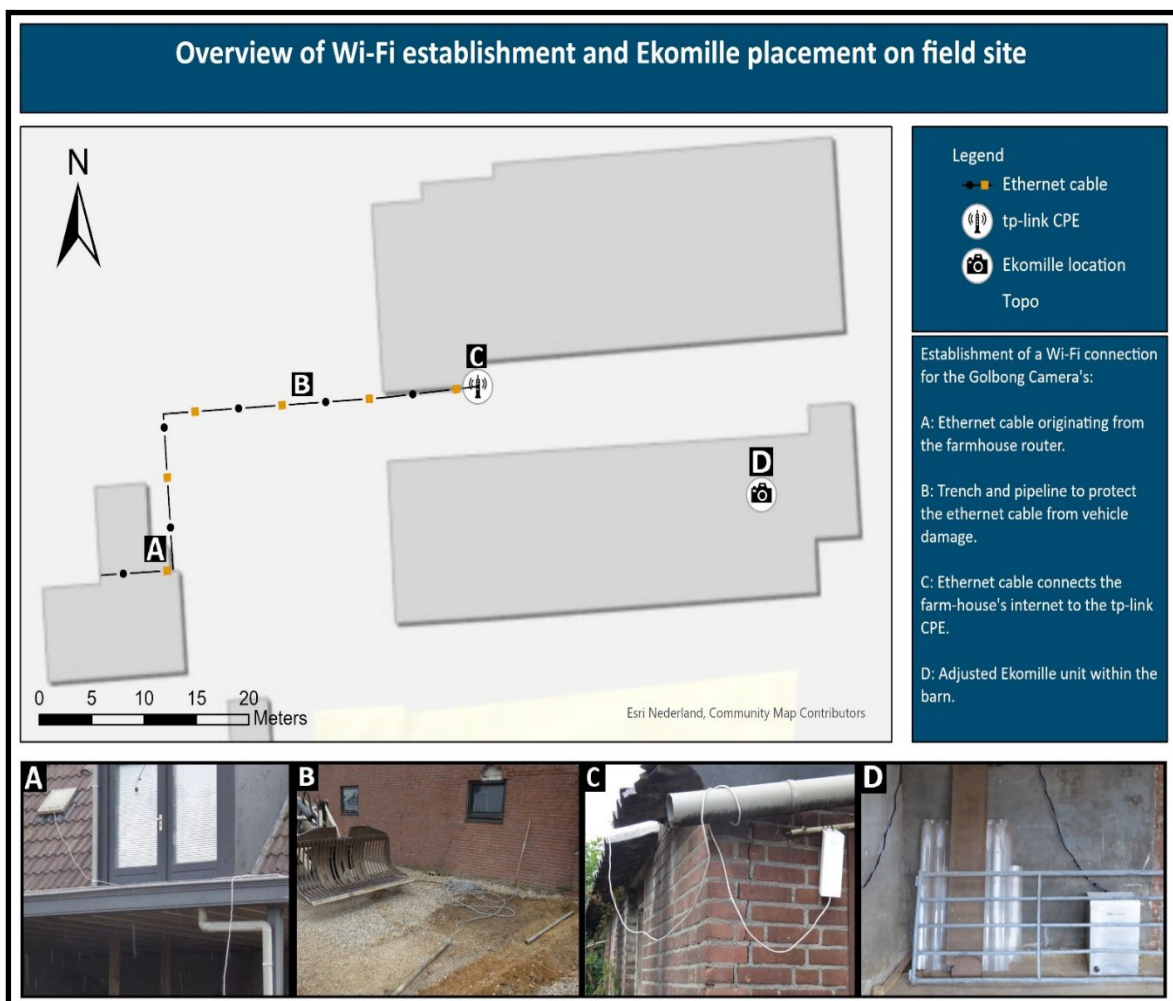 Overview of Wi-Fi establishment and Ekomille placement on field site
N
C
B
D
A
0 5 10 15 20
Meters
Esri Nederland, Community Map Contributors
Legend
Ethernet cable
tp-link CPE
Ekomille location
Topo
Establishment of a Wi-Fi connection
for the Golbong Camera's:
A: Ethernet cable originating from
the farmhouse router.
B: Trench and pipeline to protect
the ethernet cable from vehicle
damage.
C: Ethernet cable connects the
farm-house's internet to the tp-link
CPE.
D: Adjusted Ekomille unit within the
barn.
A
B
C
D